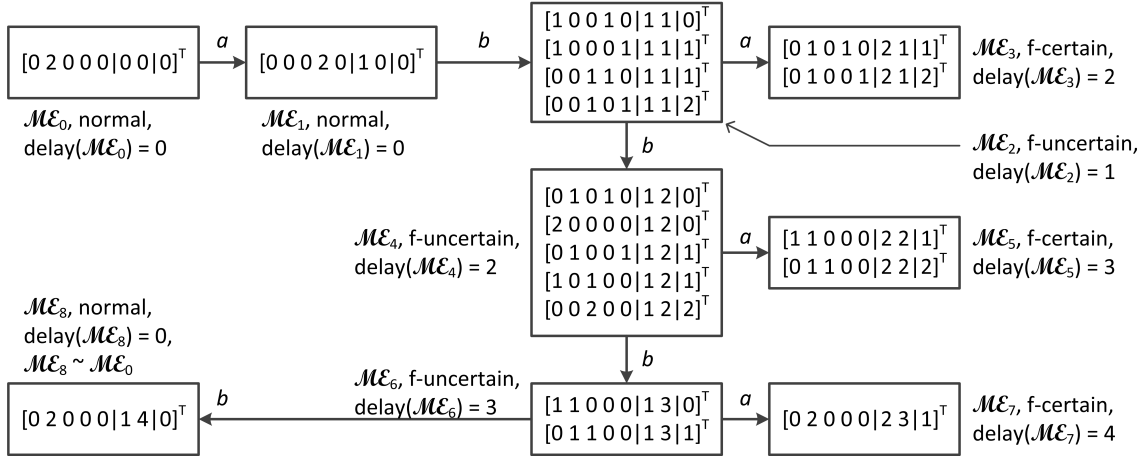 [0 2 0 0 0|0 0|0]ᵀ
a
[0 0 0 2 0|1 0|0]ᵀ
b
[1 0 0 1 0|1 1|0]ᵀ
[1 0 0 0 1|1 1|1]ᵀ
[0 0 1 1 0|1 1|1]ᵀ
[0 0 1 0 1|1 1|2]ᵀ
a
[0 1 0 1 0|2 1|1]ᵀ
[0 1 0 0 1|2 1|2]ᵀ
ℳℰ₃, f-certain,
delay(ℳℰ₃) = 2
ℳℰ₀, normal,
delay(ℳℰ₀) = 0
ℳℰ₁, normal,
delay(ℳℰ₁) = 0
ℳℰ₂, f-uncertain,
delay(ℳℰ₂) = 1
b
ℳℰ₄, f-uncertain,
delay(ℳℰ₄) = 2
[0 1 0 1 0|1 2|0]ᵀ
[2 0 0 0 0|1 2|0]ᵀ
[0 1 0 0 1|1 2|1]ᵀ
[1 0 1 0 0|1 2|1]ᵀ
[0 0 2 0 0|1 2|2]ᵀ
a
[1 1 0 0 0|2 2|1]ᵀ
[0 1 1 0 0|2 2|2]ᵀ
ℳℰ₅, f-certain,
delay(ℳℰ₅) = 3
ℳℰ₈, normal,
delay(ℳℰ₈) = 0,
ℳℰ₈ ~ ℳℰ₀
b
[0 2 0 0 0|1 4|0]ᵀ
b
ℳℰ₆, f-uncertain,
delay(ℳℰ₆) = 3
[1 1 0 0 0|1 3|0]ᵀ
[0 1 1 0 0|1 3|1]ᵀ
a
[0 2 0 0 0|2 3|1]ᵀ
ℳℰ₇, f-certain,
delay(ℳℰ₇) = 4